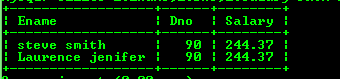 | Ename | Dno | Salary |
| steve smith | 90 | 244.37 |
| Laurence jenifer | 90 | 244.37 |